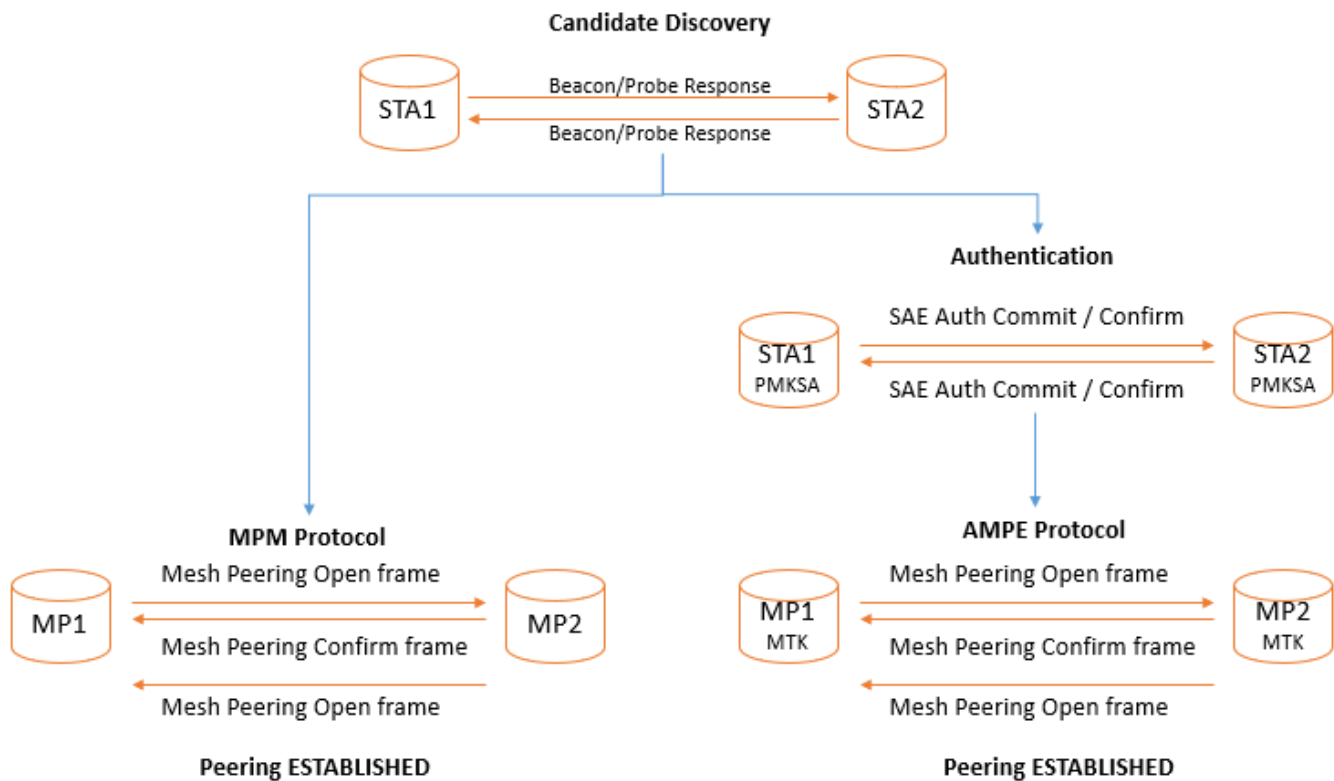 Candidate Discovery
STA1
Beacon/Probe Response
STA2
Beacon/Probe Response
Authentication
SAE Auth Commit / Confirm
STA1
PMKSA
STA2
PMKSA
SAE Auth Commit / Confirm
MPM Protocol
Mesh Peering Open frame
MP1
MP2
Mesh Peering Confirm frame
Mesh Peering Open frame
Peering ESTABLISHED
AMPE Protocol
Mesh Peering Open frame
MP1
MTK
MP2
MTK
Mesh Peering Confirm frame
Mesh Peering Open frame
Peering ESTABLISHED